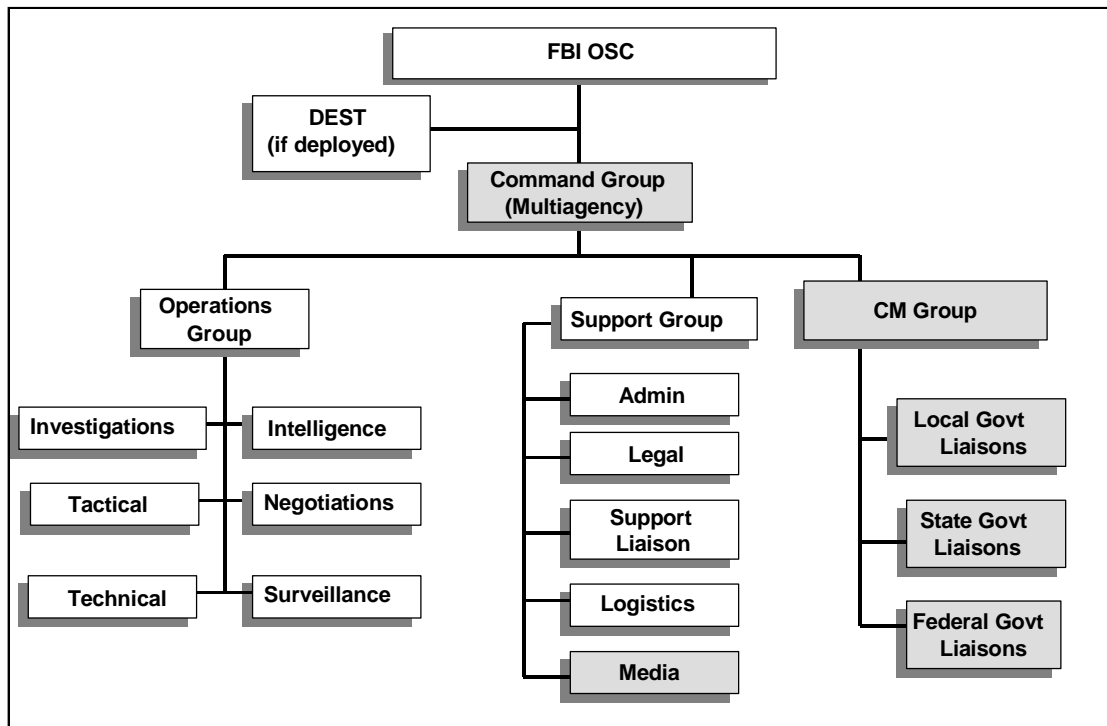 FBI OSC
DEST
(if deployed)
Command Group
(Multiagency)
Operations
Group
Support Group
CM Group
Investigations
Intelligence
Tactical
Negotiations
Technical
Surveillance
Admin
Legal
Support
Liaison
Logistics
Media
Local Govt
Liaisons
State Govt
Liaisons
Federal Govt
Liaisons